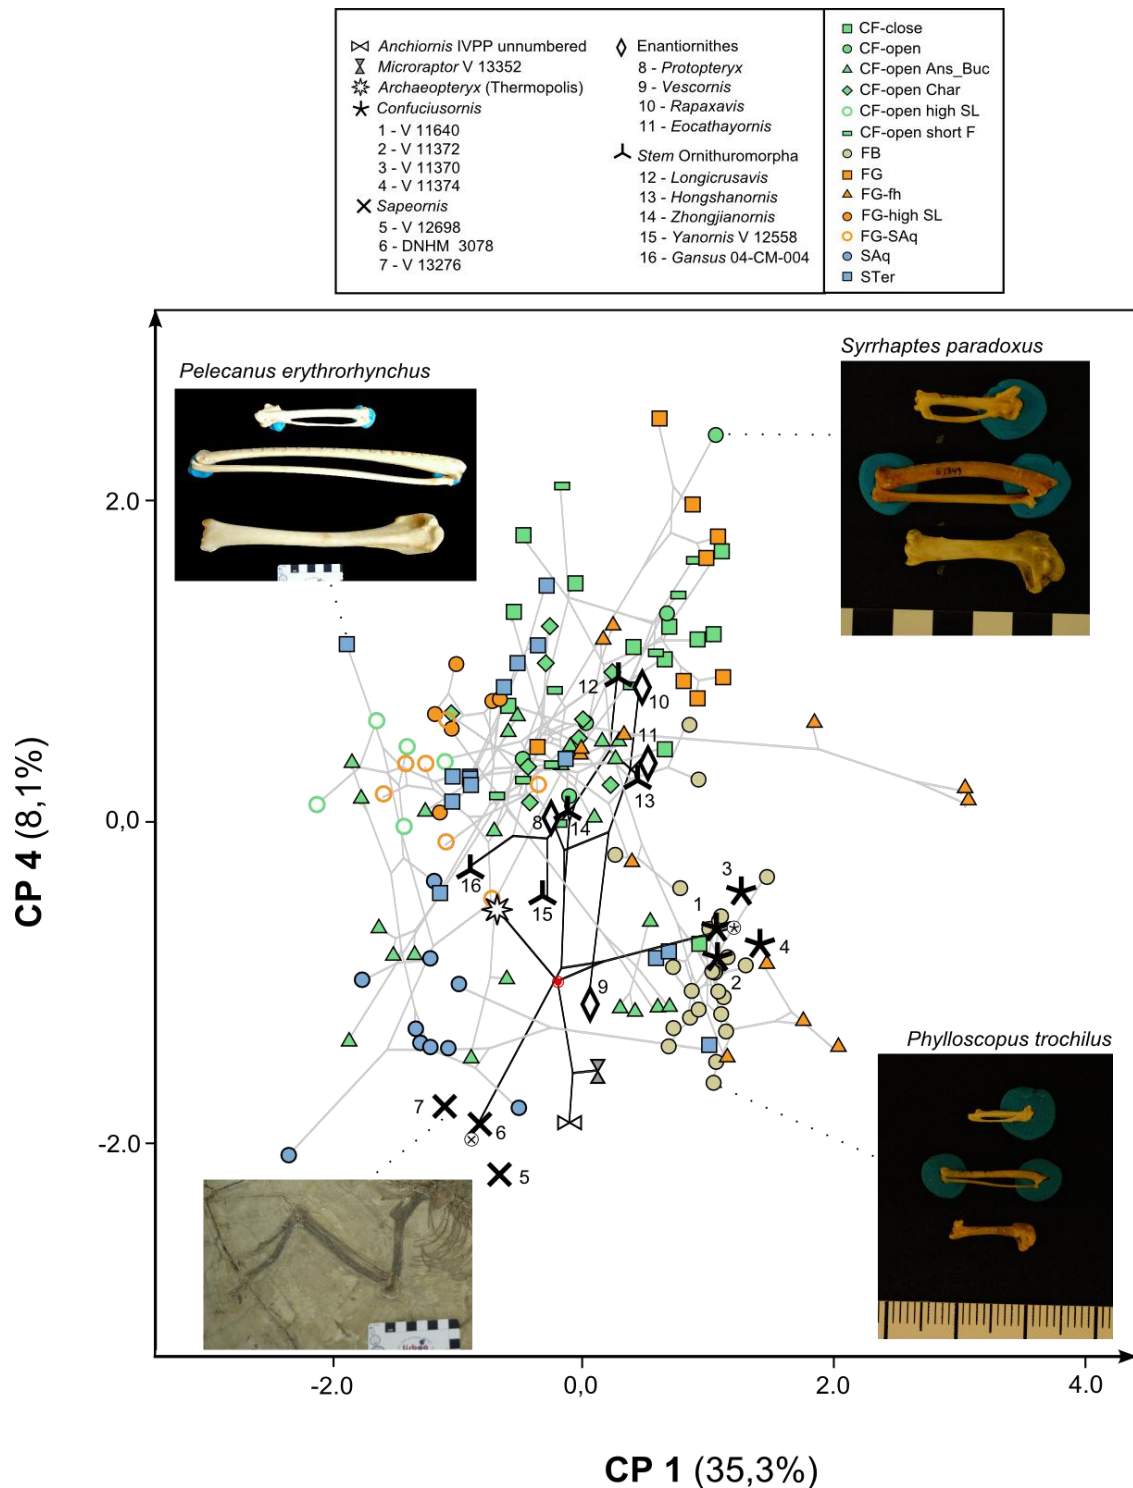 Anchiornis IVPP unnumbered
Microraptor V 13352
Archaeopteryx (Thermopolis)
Confuciusornis
1 - V 11640
2 - V 11372
3 - V 11370
4 - V 11374
Sapeornis
5 - V 12698
6 - DNHM 3078
7 - V 13276
Enantiornithes
8 - Protopteryx
9 - Vescornis
10 - Rapaxavis
11 - Eocathayornis
Stem Ornithuromorpha
12 - Longicrusavis
13 - Hongshanornis
14 - Zhongjianornis
15 - Yanornis V 12558
16 - Gansus 04-CM-004
CF-close
CF-open
CF-open Ans_Buc
CF-open Char
CF-open high SL
CF-open short F
FB
FG
FG-fh
FG-high SL
FG-SAq
SAq
STer
Pelecanus erythrorhynchus
Syrrhaptes paradoxus
2.0
12
10
11
13
CP 4 (8,1%)
0,0
8
14
16
15
3
1
4
2
9
Phylloscopus trochilus
7
6
-2.0
5
-2.0
0,0
2.0
4.0
CP 1 (35,3%)